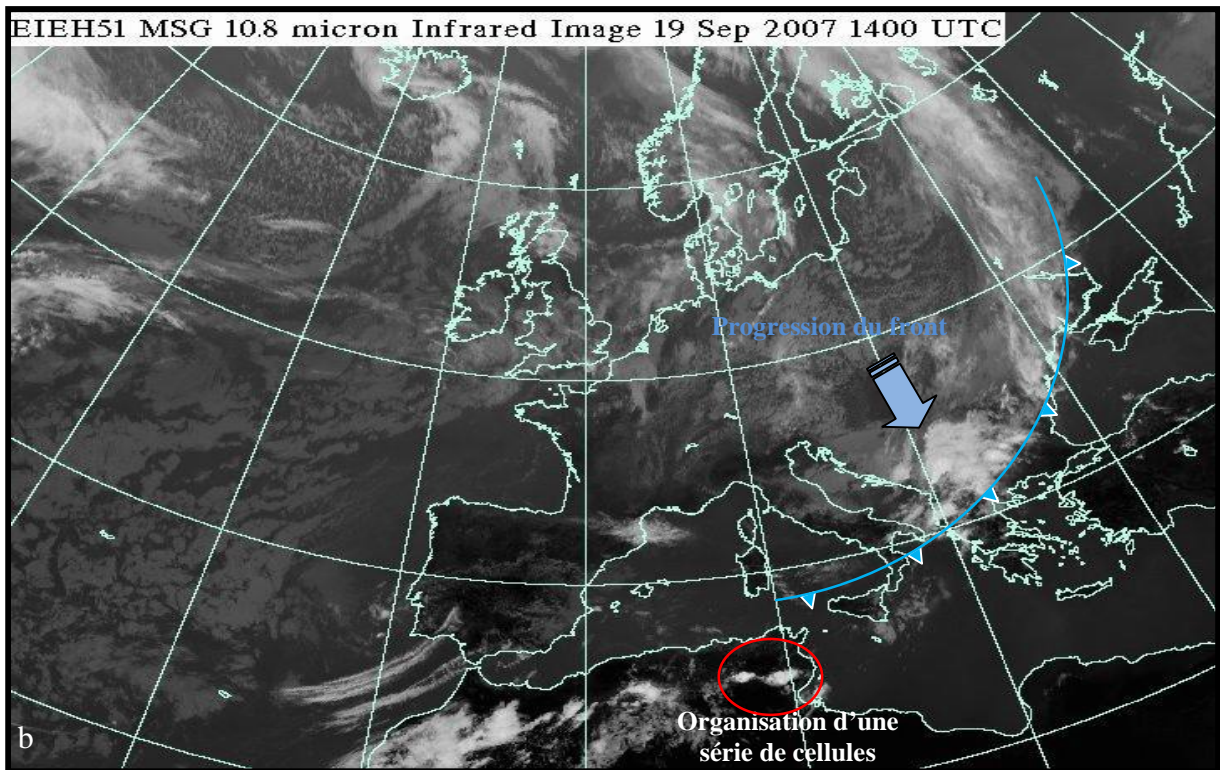 EIEH51 MSG 10.8 micron Infrared Image 19 Sep 2007 1400 UTC
Progression du front
Organisation d’une
série de cellules
b